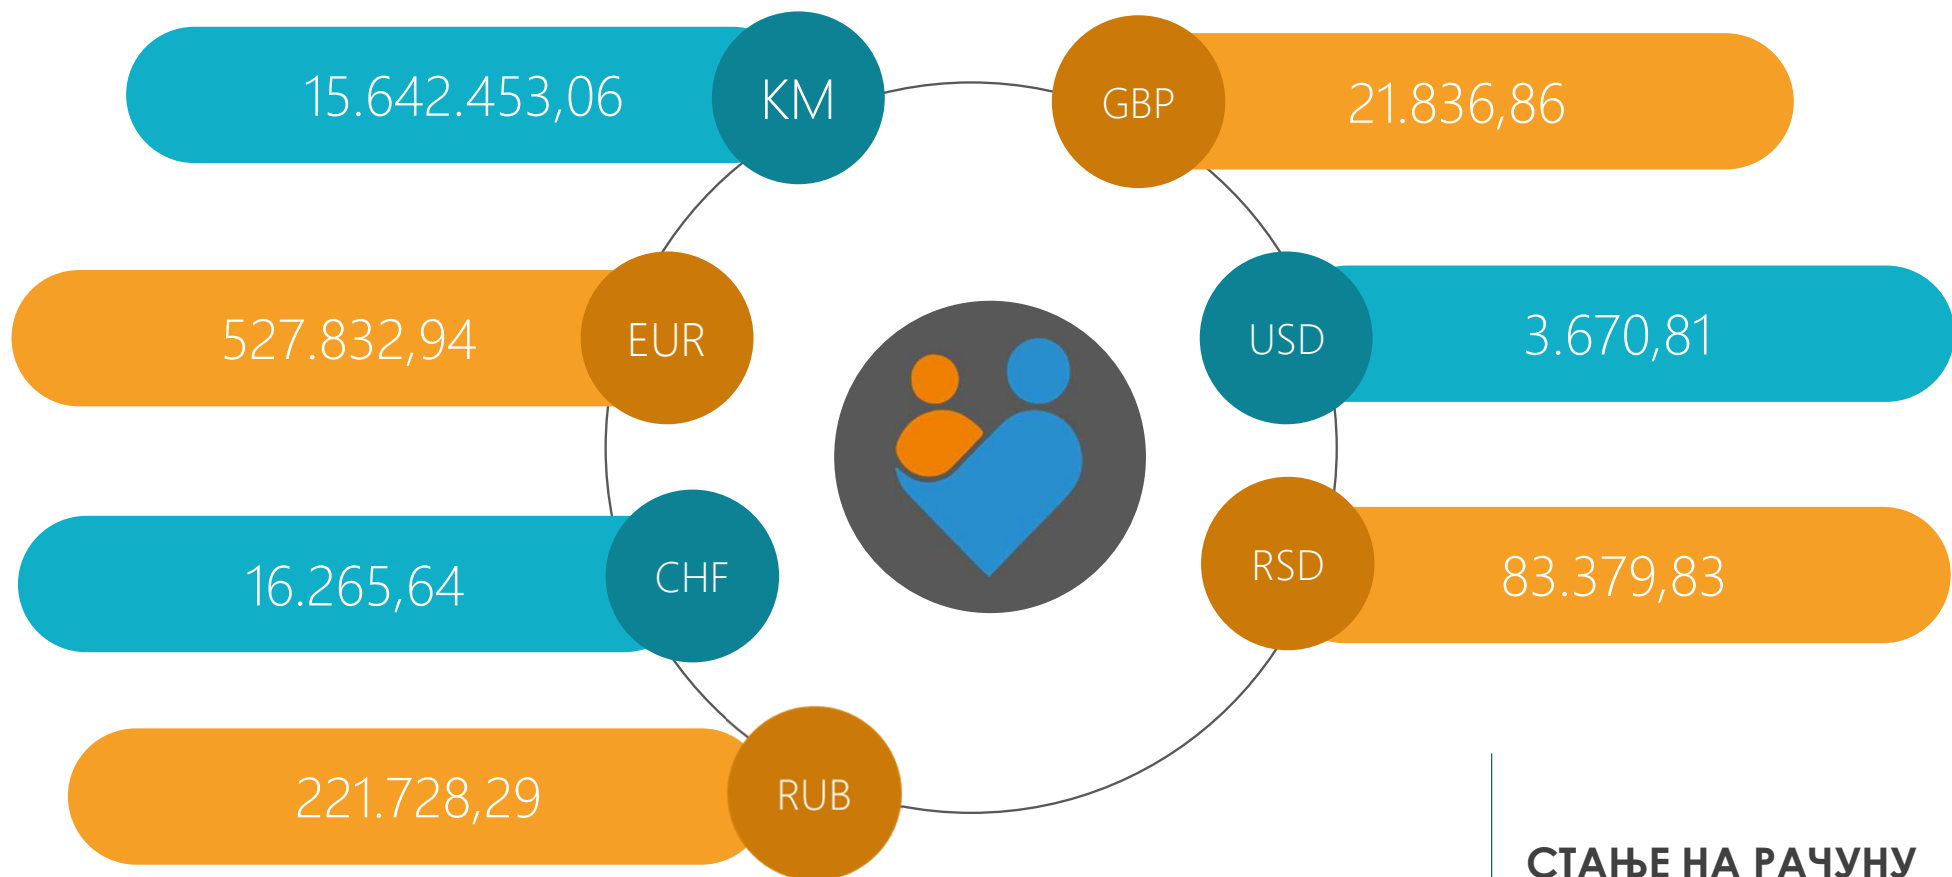 15.642.453,06
KM
GBP
21.836,86
527.832,94
EUR
USD
3.670,81
16.265,64
CHF
RSD
83.379,83
221.728,29
RUB
СТАЊЕ НА РАЧУНУ